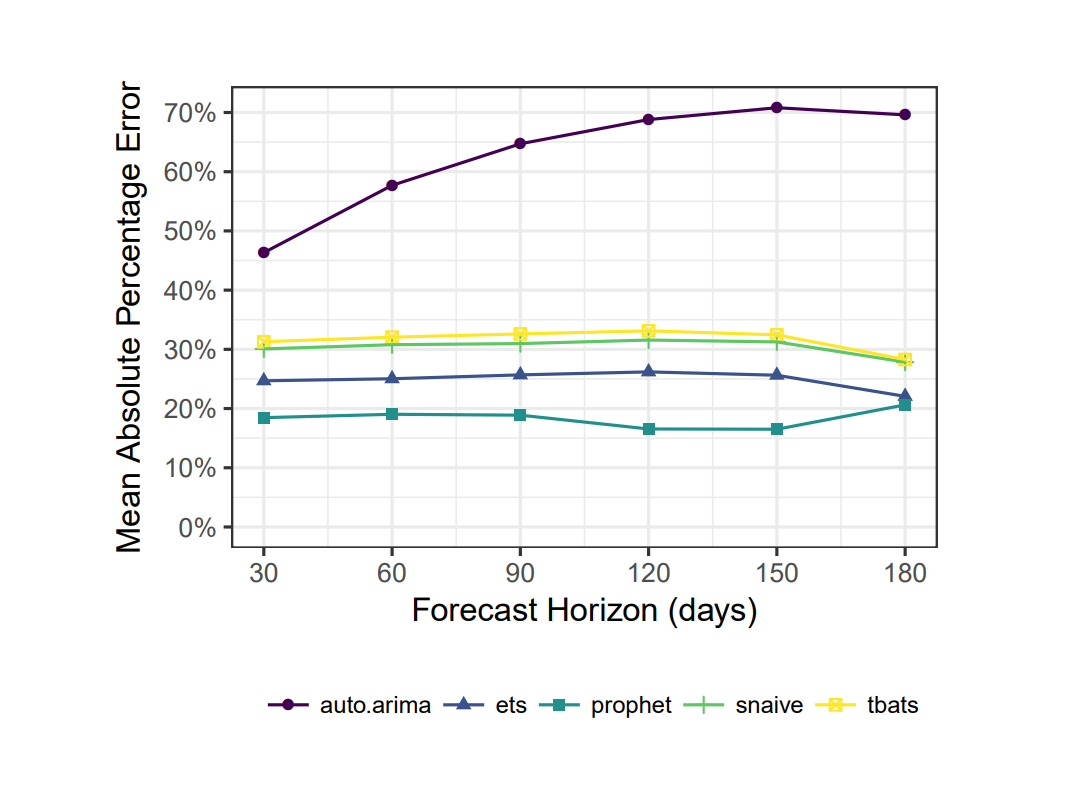 Mean Absolute Percentage Error
70%
60%
50%
40%
30%
20%
10%
0%
30 60 90 120 150 180
Forecast Horizon (days)
auto.arima ets prophet snaive tbats